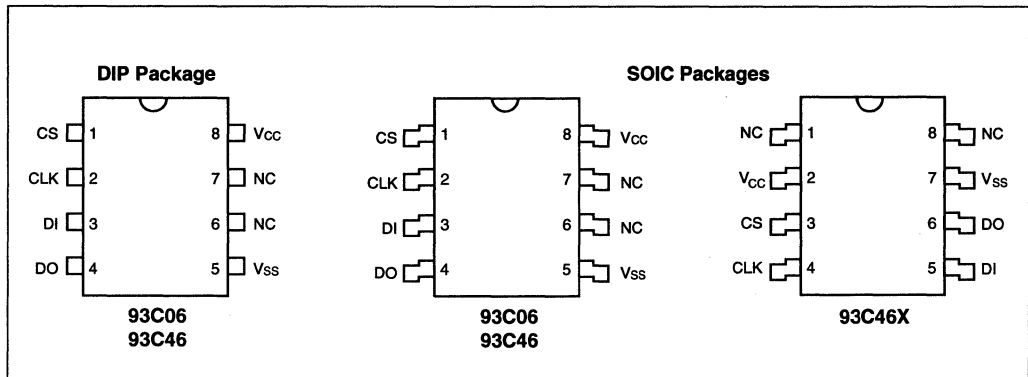 DIP Package
SOIC Packages
CS 1 8 VCC
CLK 2 7 NC
DI 3 6 NC
DO 4 5 VSS
93C06
93C46
CS 1 8 VCC
CLK 2 7 NC
DI 3 6 NC
DO 4 5 VSS
93C06
93C46
NC 1 8 NC
VCC 2 7 VSS
CS 3 6 DO
CLK 4 5 DI
93C46X